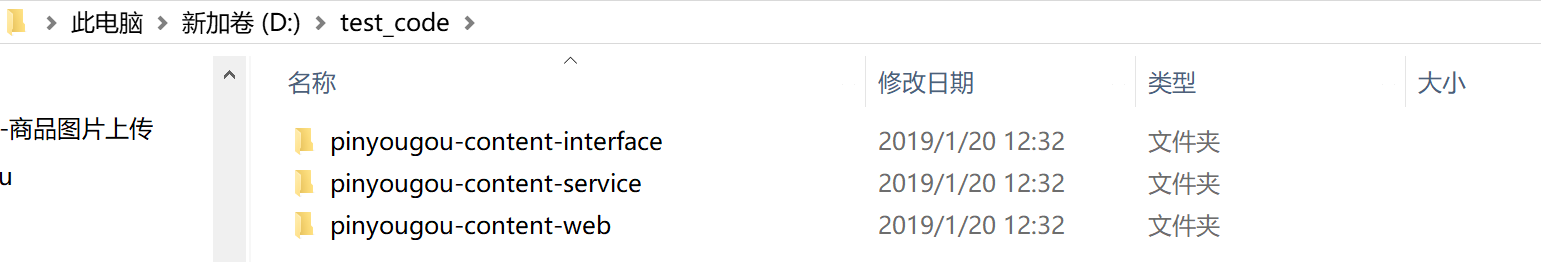 此电脑 新加卷 (D:) test_code
名称 修改日期 类型 大小
-商品图片上传
pinyougou-content-interface 2019/1/20 12:32 文件夹
u
pinyougou-content-service 2019/1/20 12:32 文件夹
pinyougou-content-web 2019/1/20 12:32 文件夹